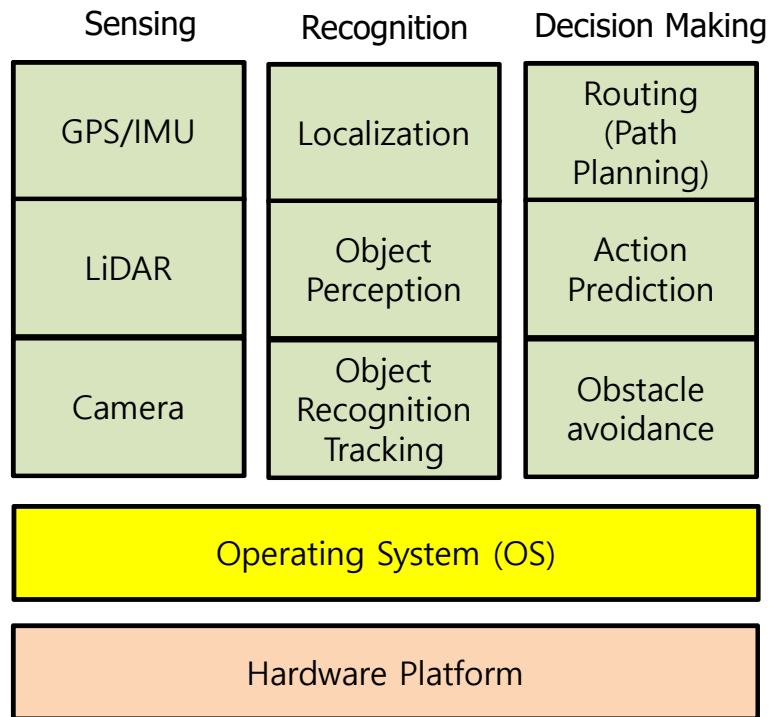 Sensing
Recognition
Decision Making
GPS/IMU
LiDAR
Camera
Localization
Object
Perception
Object
Recognition
Tracking
Routing
(Path
Planning)
Action
Prediction
Obstacle
avoidance
Operating System (OS)
Hardware Platform